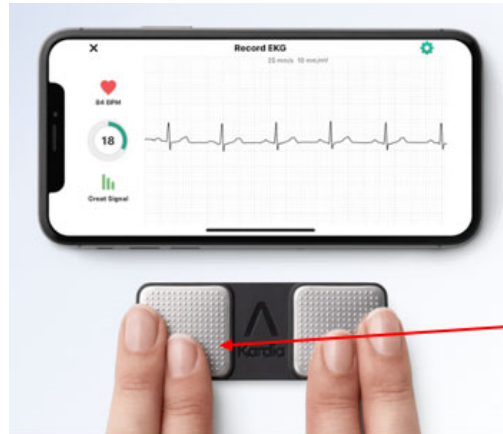 ×
Record EKG
25 mm/s 10 mm/mV
84 BPM
18
Great Signal
Kardia